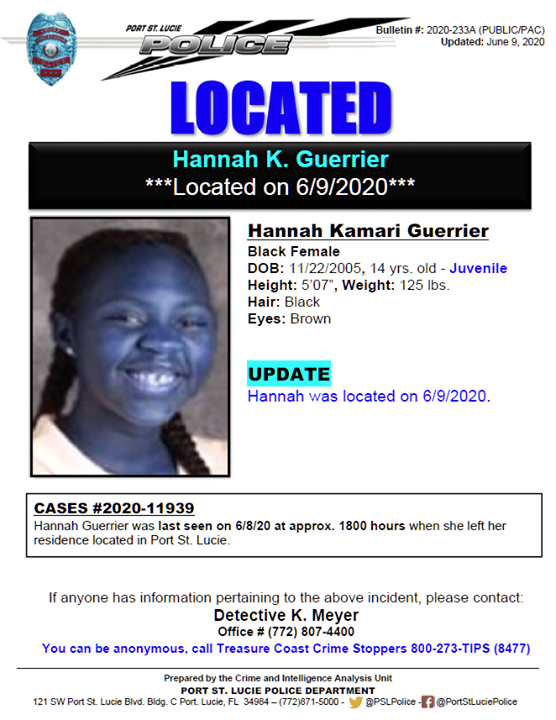 PORT ST. LUCIE
POLICE
Bulletin #: 2020-233A (PUBLIC/PAC)
Updated: June 9, 2020
LOCATED
Hannah K. Guerrier
***Located on 6/9/2020***
Hannah Kamari Guerrier
Black Female
DOB: 11/22/2005, 14 yrs. old - Juvenile
Height: 5'07", Weight: 125 lbs.
Hair: Black
Eyes: Brown
UPDATE
Hannah was located on 6/9/2020.
CASES #2020-11939
Hannah Guerrier was last seen on 6/8/20 at approx. 1800 hours when she left her
residence located in Port St. Lucie.
If anyone has information pertaining to the above incident, please contact:
Detective K. Meyer
Office # (772) 807-4400
You can be anonymous, call Treasure Coast Crime Stoppers 800-273-TIPS (8477)
Prepared by the Crime and Intelligence Analysis Unit
PORT ST. LUCIE POLICE DEPARTMENT
121 SW Port St. Lucie Blvd. Bldg. C Port. Lucie, FL 34984 – (772)871-5000 - @PSLPolice - @PortStLuciePolice